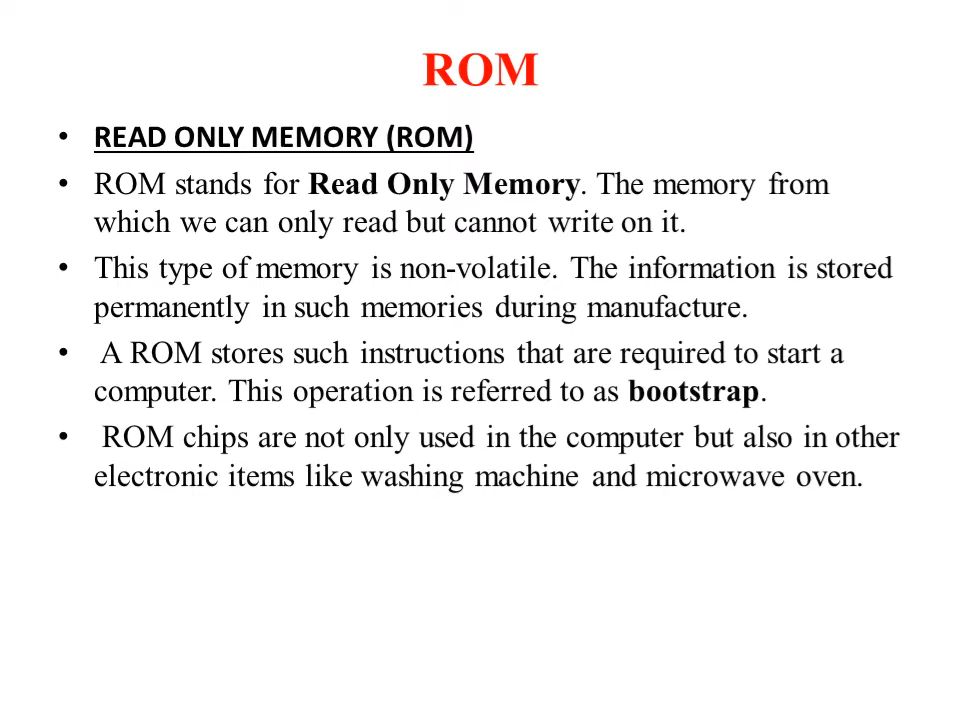 ROM
• READ ONLY MEMORY (ROM)
• ROM stands for Read Only Memory. The memory from
which we can only read but cannot write on it.
• This type of memory is non-volatile. The information is stored
permanently in such memories during manufacture.
• A ROM stores such instructions that are required to start a
computer. This operation is referred to as bootstrap.
• ROM chips are not only used in the computer but also in other
electronic items like washing machine and microwave oven.